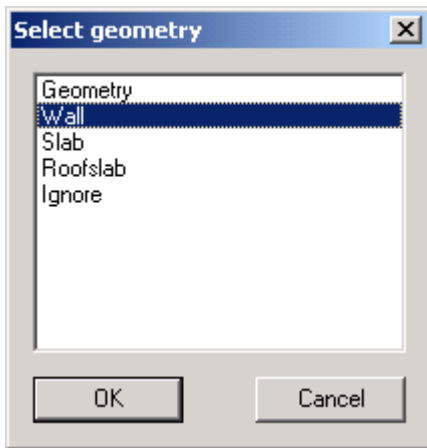 Select geometry
Geometry
Wall
Slab
Roofslab
Ignore
OK
Cancel